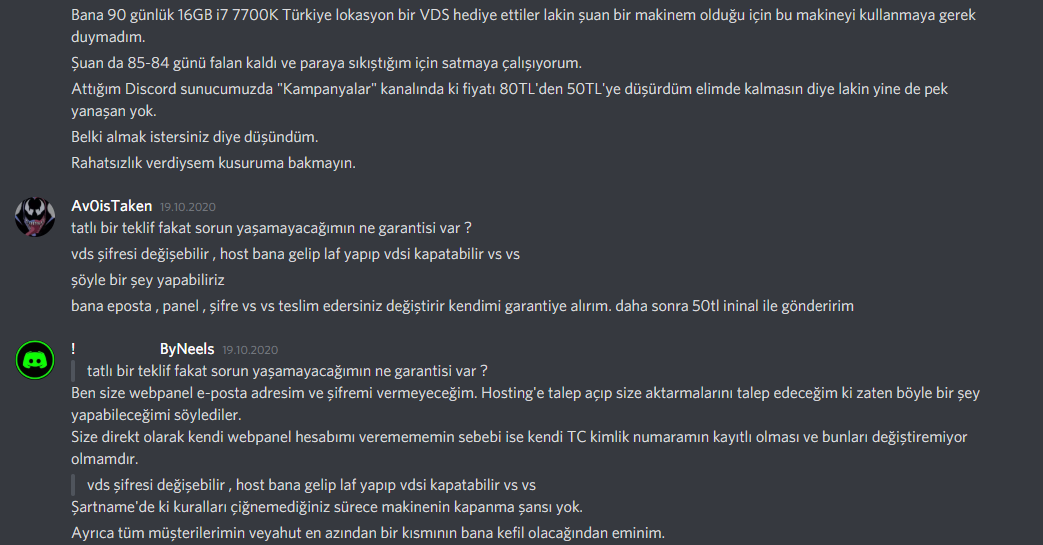 Bana 90 günlük 16GB i7 7700K Türkiye lokasyon bir VDS hediye ettiler lakin şuan bir makinem olduğu için bu makineyi kullanmaya gerek
duymadım.
Şuan da 85-84 günü falan kaldı ve paraya sıkıştığım için satmaya çalışıyorum.
Attığım Discord sunucumuzda "Kampanyalar" kanalında ki fiyatı 80TL'den 50TL'ye düşürdüm elimde kalmasın diye lakin yine de pek
yanaşan yok.
Belki almak istersiniz diye düşündüm.
Rahatsızlık verdiysem kusuruma bakmayın.
Av0isTaken 19.10.2020
tatlı bir teklif fakat sorun yaşamayacağımın ne garantisi var ?
vds şifresi değişebilir , host bana gelip laf yapıp vdsi kapatabilir vs vs
şöyle bir şey yapabiliriz
bana eposta , panel , şifre vs vs teslim edersiniz değiştirir kendimi garantiye alırım. daha sonra 50tl ininal ile gönderirim
! ByNeels 19.10.2020
tatlı bir teklif fakat sorun yaşamayacağımın ne garantisi var ?
Ben size webpanel e-posta adresim ve şifremi vermeyeceğim. Hosting'e talep açıp size aktarmalarını talep edeceğim ki zaten böyle bir şey
yapabileceğimi söylediler.
Size direkt olarak kendi webpanel hesabımı veremememin sebebi ise kendi TC kimlik numaramın kayıtlı olması ve bunları değiştiremiyor
olmamdır.
vds şifresi değişebilir , host bana gelip laf yapıp vdsi kapatabilir vs vs
Şartname'de ki kuralları çiğnemediğiniz sürece makinenin kapanma şansı yok.
Ayrıca tüm müşterilerimin veyahut en azından bir kısmının bana kefil olacağından eminim.